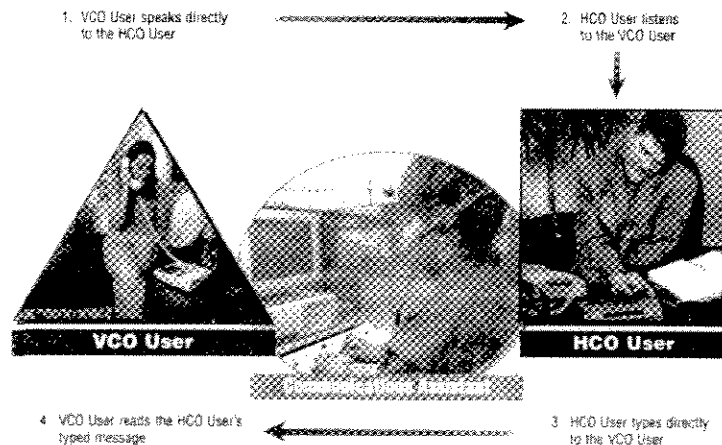 1. VCO User speaks directly
to the HCO User
2. HCO User listens
to the VCO User
VCO User
HCO User
Communications Assistant
4 VCO User reads the HCO User's
typed message
3 HCO User types directly
to the VCO User